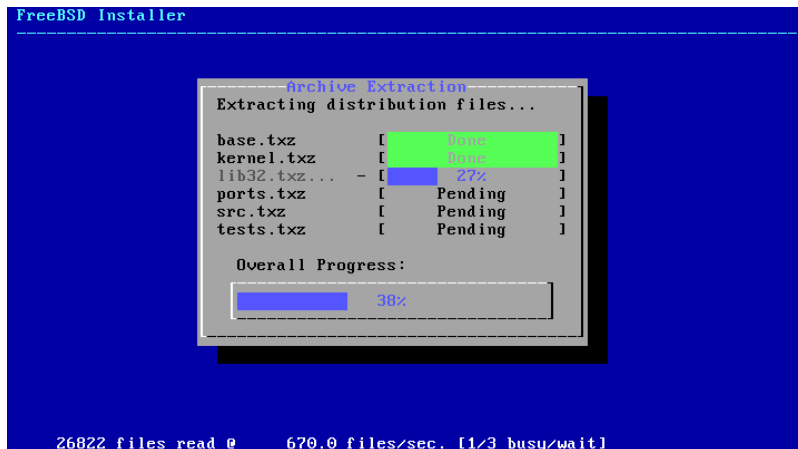 FreeBSD Installer
Archive Extraction
Extracting distribution files...
base.txz [ Done ]
kernel.txz [ Done ]
lib32.txz... - [ 27% ]
ports.txz [ Pending ]
src.txz [ Pending ]
tests.txz [ Pending ]
Overall Progress:
38%
26822 files read @ 670.0 files/sec. [1/3 busy/wait]